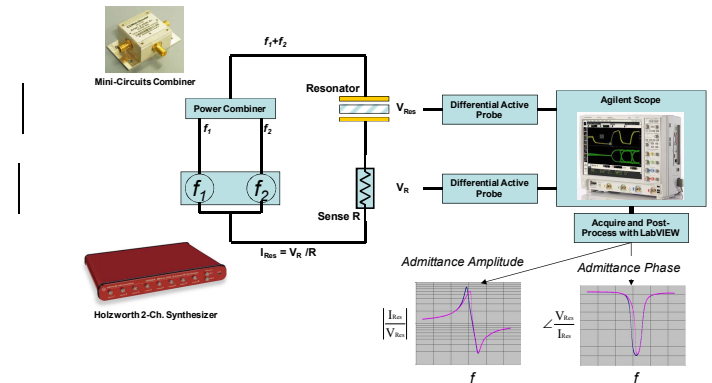 f1+f2
Mini-Circuits Combiner
Resonator
Power Combiner
f1
f2
VRes
Differential Active
Probe
Agilent Scope
f1
f2
VR
Differential Active
Probe
Sense R
IRes = VR /R
Acquire and Post-
Process with LabVIEW
Admittance Amplitude
Admittance Phase
Holzworth 2-Ch. Synthesizer
|IRes/VRes|
∠ VRes/IRes
f
f